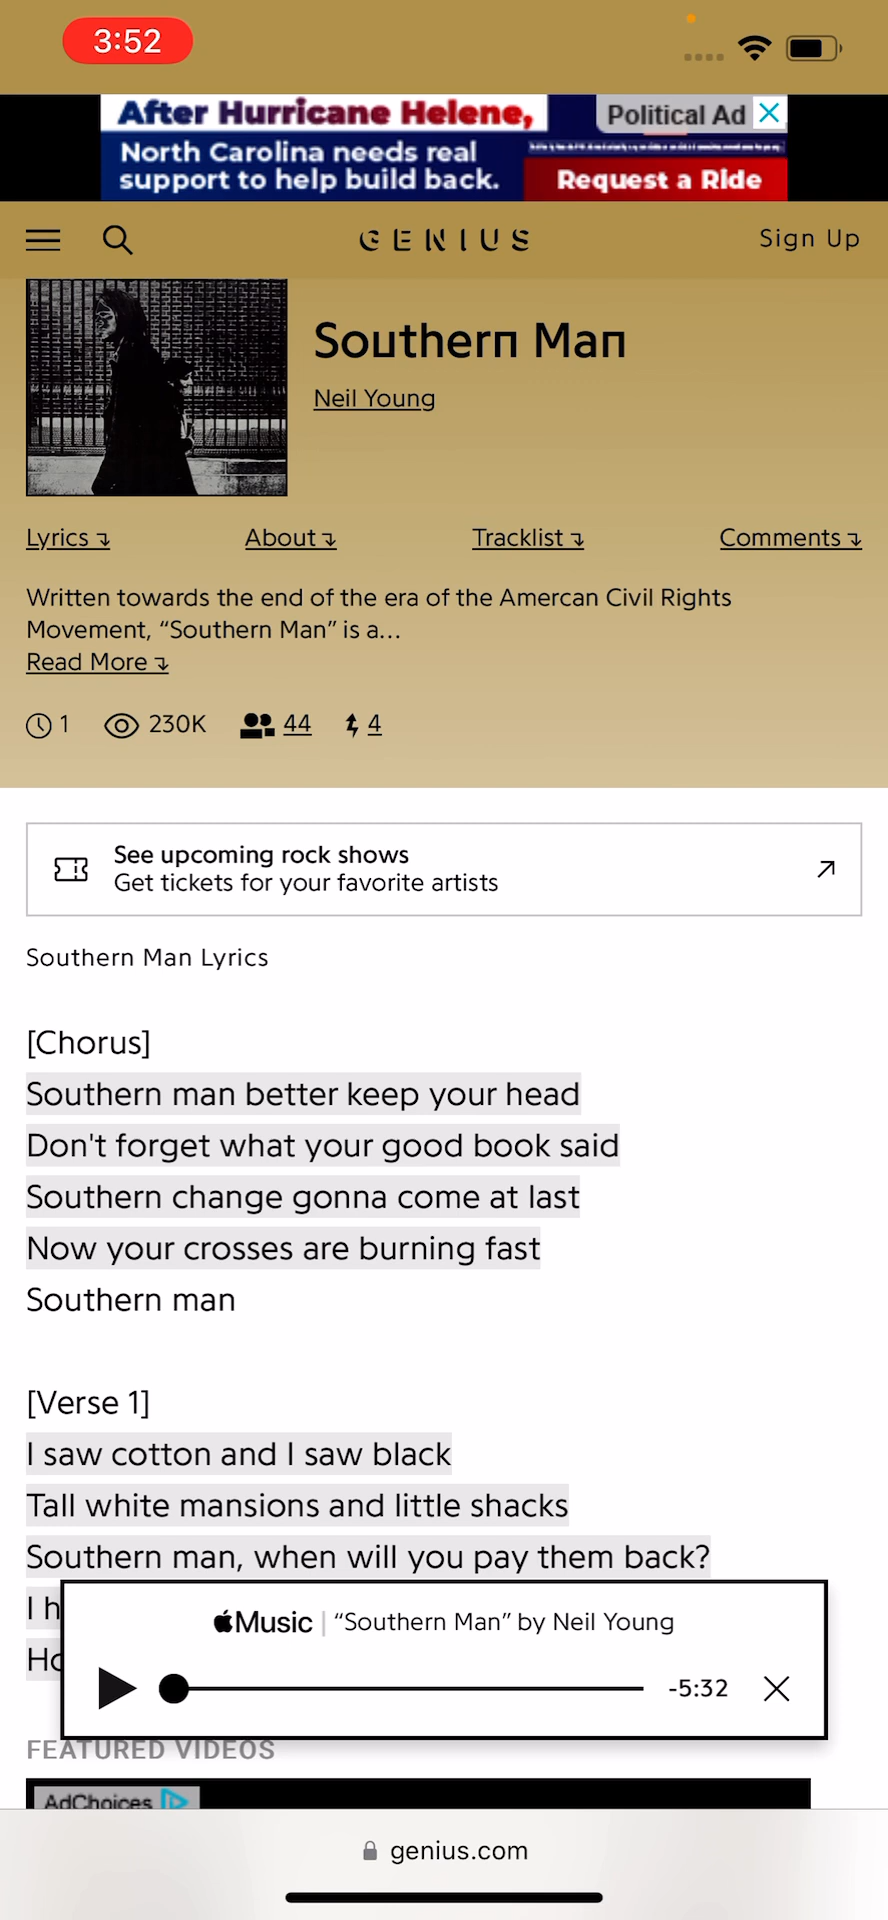 3:52
After Hurricane Helene,
Political Ad
North Carolina needs real
support to help build back.
Request a Ride
GENIUS
Sign Up
Southern Man
Neil Young
Lyrics About Tracklist Comments
Written towards the end of the era of the Amercan Civil Rights
Movement, “Southern Man” is a...
Read More
1 230K 44 4
See upcoming rock shows
Get tickets for your favorite artists
Southern Man Lyrics
[Chorus]
Southern man better keep your head
Don't forget what your good book said
Southern change gonna come at last
Now your crosses are burning fast
Southern man
[Verse 1]
I saw cotton and I saw black
Tall white mansions and little shacks
Southern man, when will you pay them back?
I
Music | “Southern Man” by Neil Young
-5:32
FEATURED VIDEOS
AdChoices
genius.com